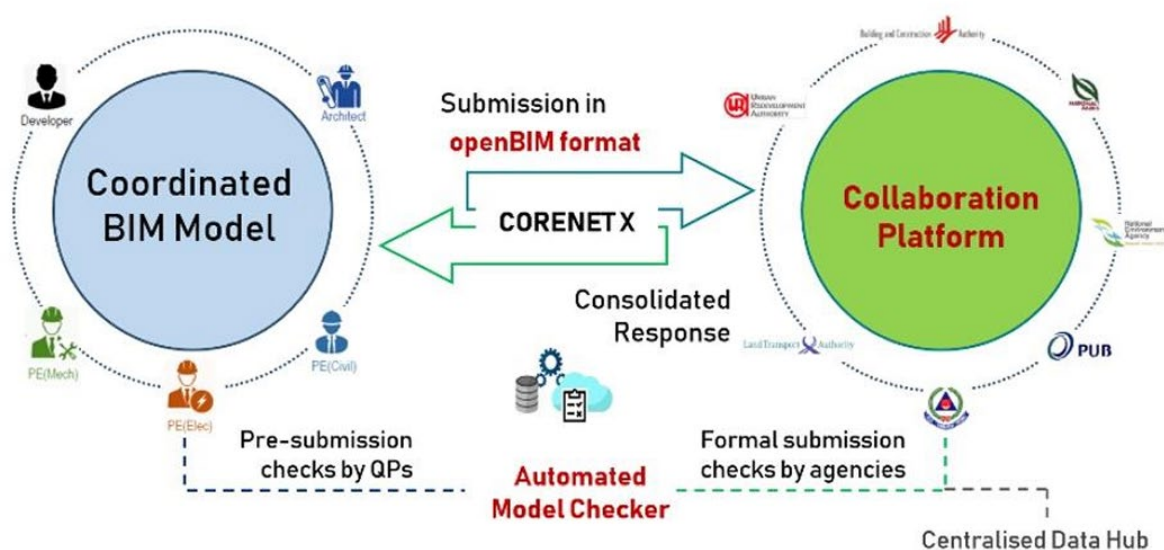 Developer
Architect
Coordinated
BIM Model
PE(Mech)
PE(Civil)
PE(Elec)
Submission in
openBIM format
CORENET X
Consolidated
Response
Building and Construction Authority
URBAN
REDEVELOPMENT
AUTHORITY
Collaboration
Platform
National
Environment
Agency
Land Transport Authority
PUB
Pre-submission
checks by QPs
Automated
Model Checker
Formal submission
checks by agencies
Centralised Data Hub